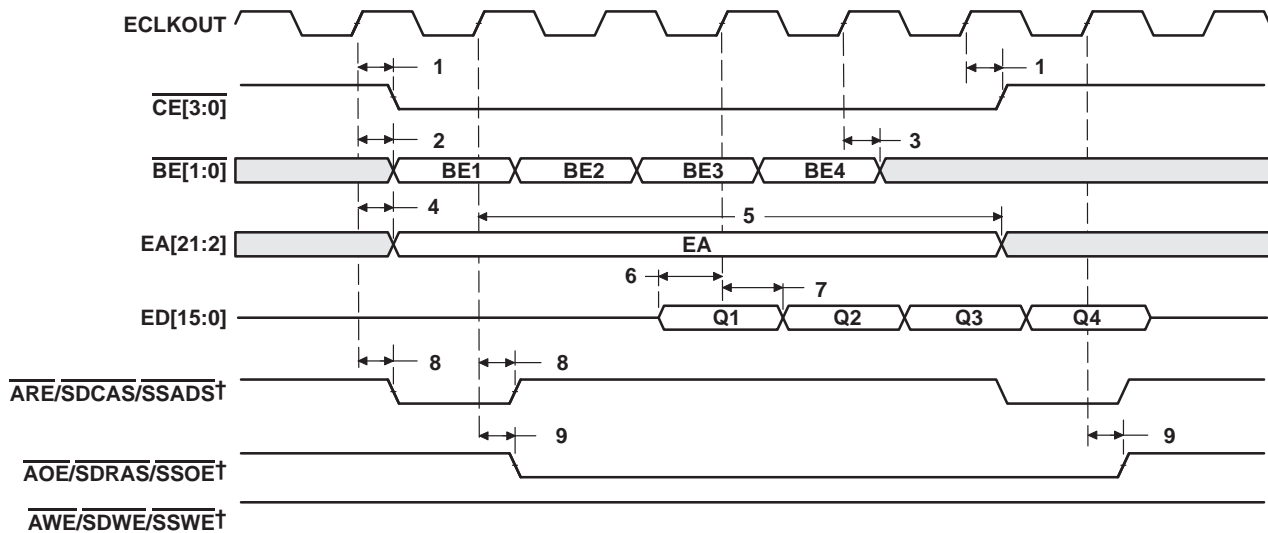 ECLKOUT
1 1
CE[3:0]
2 3
BE[1:0] BE1 BE2 BE3 BE4
4 5
EA[21:2] EA
6 7
ED[15:0] Q1 Q2 Q3 Q4
8 8
ARE/SDCAS/SSADS†
9 9
AOE/SDRAS/SSOE†
AWE/SDWE/SSWE†